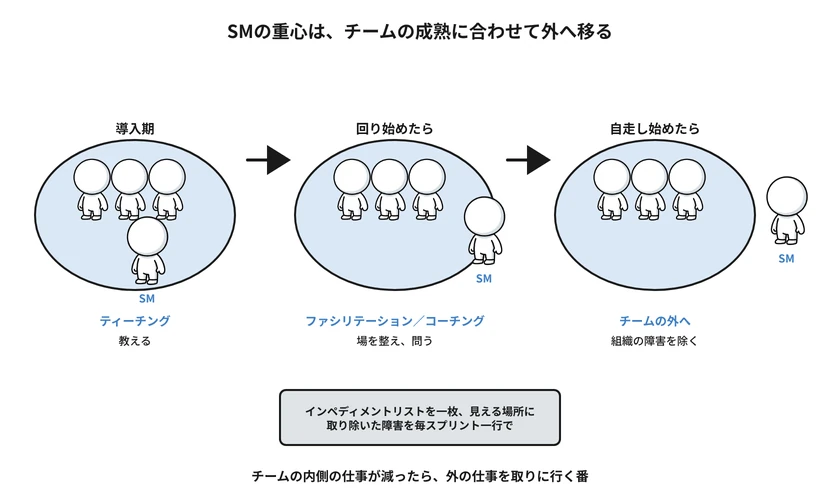 SMの重心は、チームの成熟に合わせて外へ移る
導入期
回り始めたら
自走し始めたら
SM
SM
SM
ティーチング
ファシリテーション／コーチング
チームの外へ
教える
場を整え、問う
組織の障害を除く
インペディメントリストを一枚、見える場所に
取り除いた障害を毎スプリント一行で
チームの内側の仕事が減ったら、外の仕事を取りに行く番